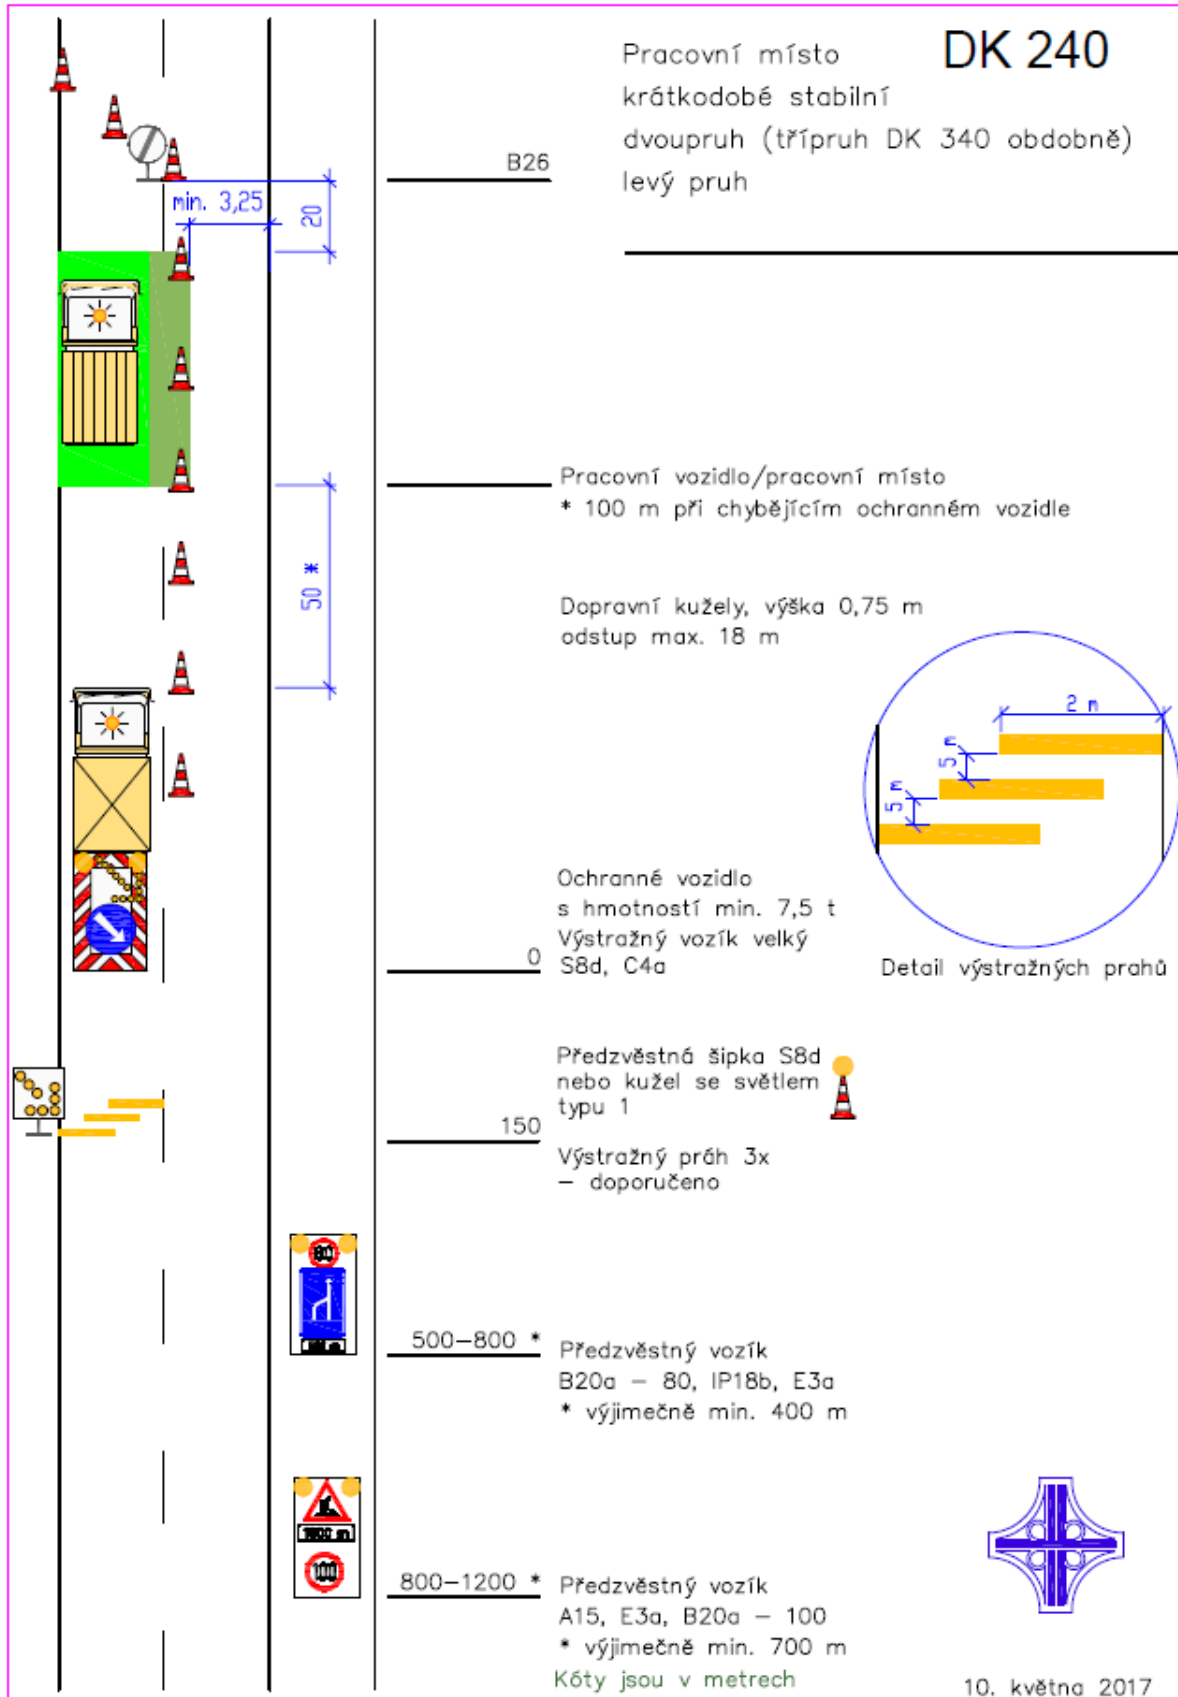 Pracovní místo
DK 240
krátkodobé stabilní
dvoupruh (třípruh DK 340 obdobně)
levý pruh
B26
min. 3,25
20
Pracovní vozidlo/pracovní místo
* 100 m při chybějícím ochranném vozidle
50 *
Dopravní kužely, výška 0,75 m
odstup max. 18 m
2 m
5 m
5 m
Detail výstražných prahů
Ochranné vozidlo
s hmotností min. 7,5 t
Výstražný vozík velký
0
S8d, C4a
Předzvěstná šipka S8d
nebo kužel se světlem
typu 1
150
Výstražný práh 3x
– doporučeno
80
500–800 *
Předzvěstný vozík
B20a – 80, IP18b, E3a
* výjimečně min. 400 m
1000 m
100
800–1200 *
Předzvěstný vozík
A15, E3a, B20a – 100
* výjimečně min. 700 m
Kóty jsou v metrech
10. května 2017